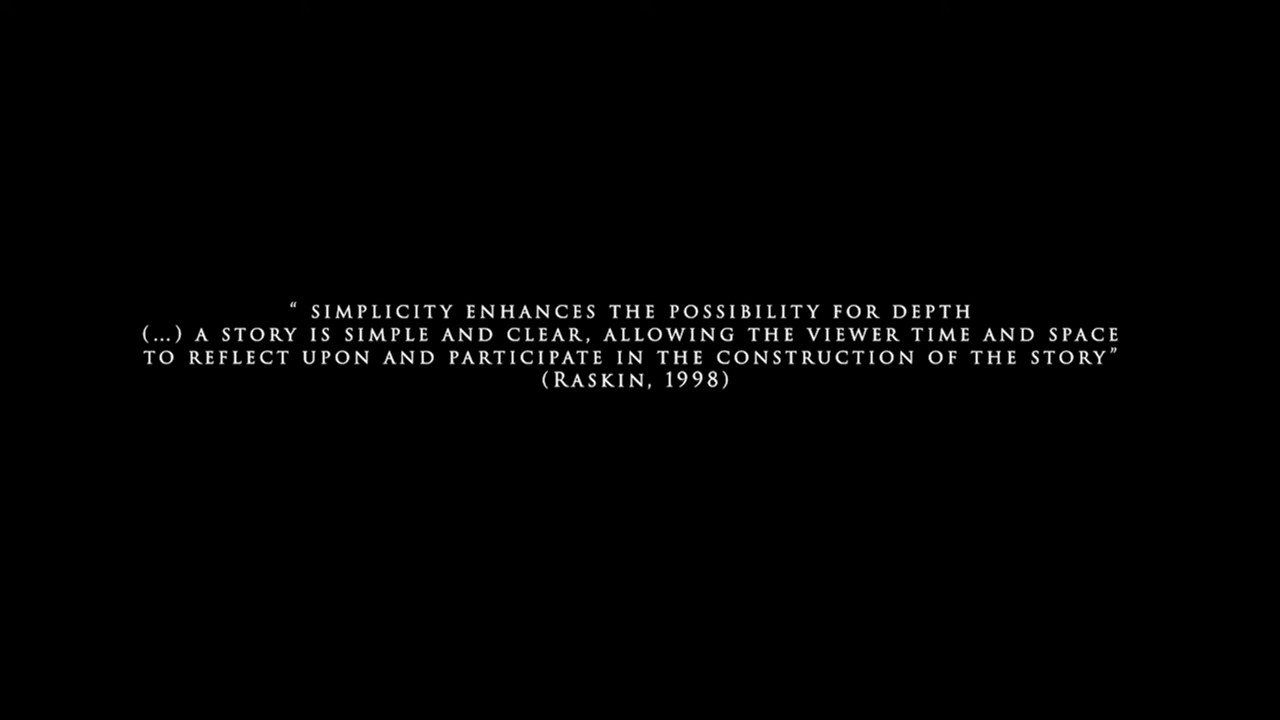 “ SIMPLICITY ENHANCES THE POSSIBILITY FOR DEPTH
(...) A STORY IS SIMPLE AND CLEAR, ALLOWING THE VIEWER TIME AND SPACE
TO REFLECT UPON AND PARTICIPATE IN THE CONSTRUCTION OF THE STORY”
(RASKIN, 1998)